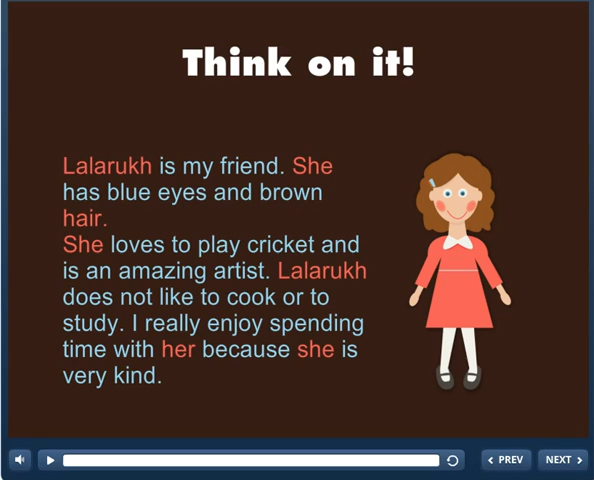 Think on it!
Lalarukh is my friend. She
has blue eyes and brown
hair.
She loves to play cricket and
is an amazing artist. Lalarukh
does not like to cook or to
study. I really enjoy spending
time with her because she is
very kind.
PREV NEXT